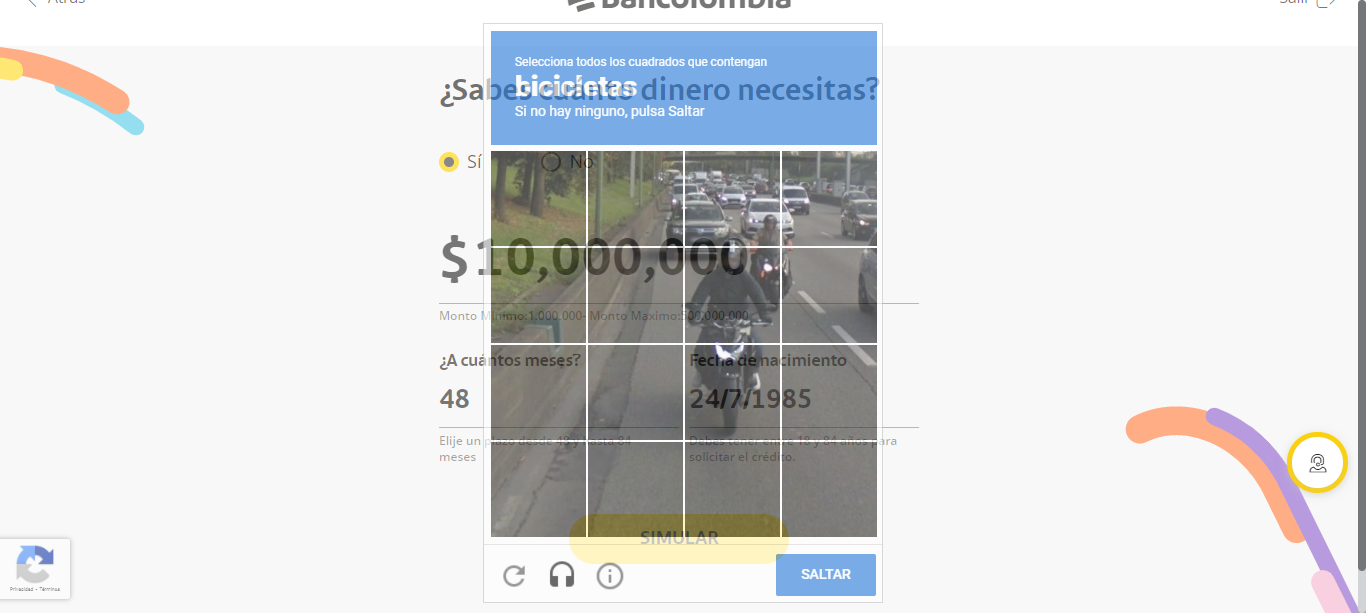 Atrás
Bancolombia
Salir
Selecciona todos los cuadrados que contengan
¿Sabes cuánto dinero necesitas?
bicicletas
Si no hay ninguno, pulsa Saltar
Sí No
$10,000,000
Monto Mínimo:1.000.000- Monto Maximo:500.000.000
¿A cuántos meses? Fecha de nacimiento
48 24/7/1985
Elije un plazo desde 48 y hasta 84 meses
Debes tener entre 18 y 84 años para solicitar el crédito.
SIMULAR
SALTAR
Privacidad - Términos